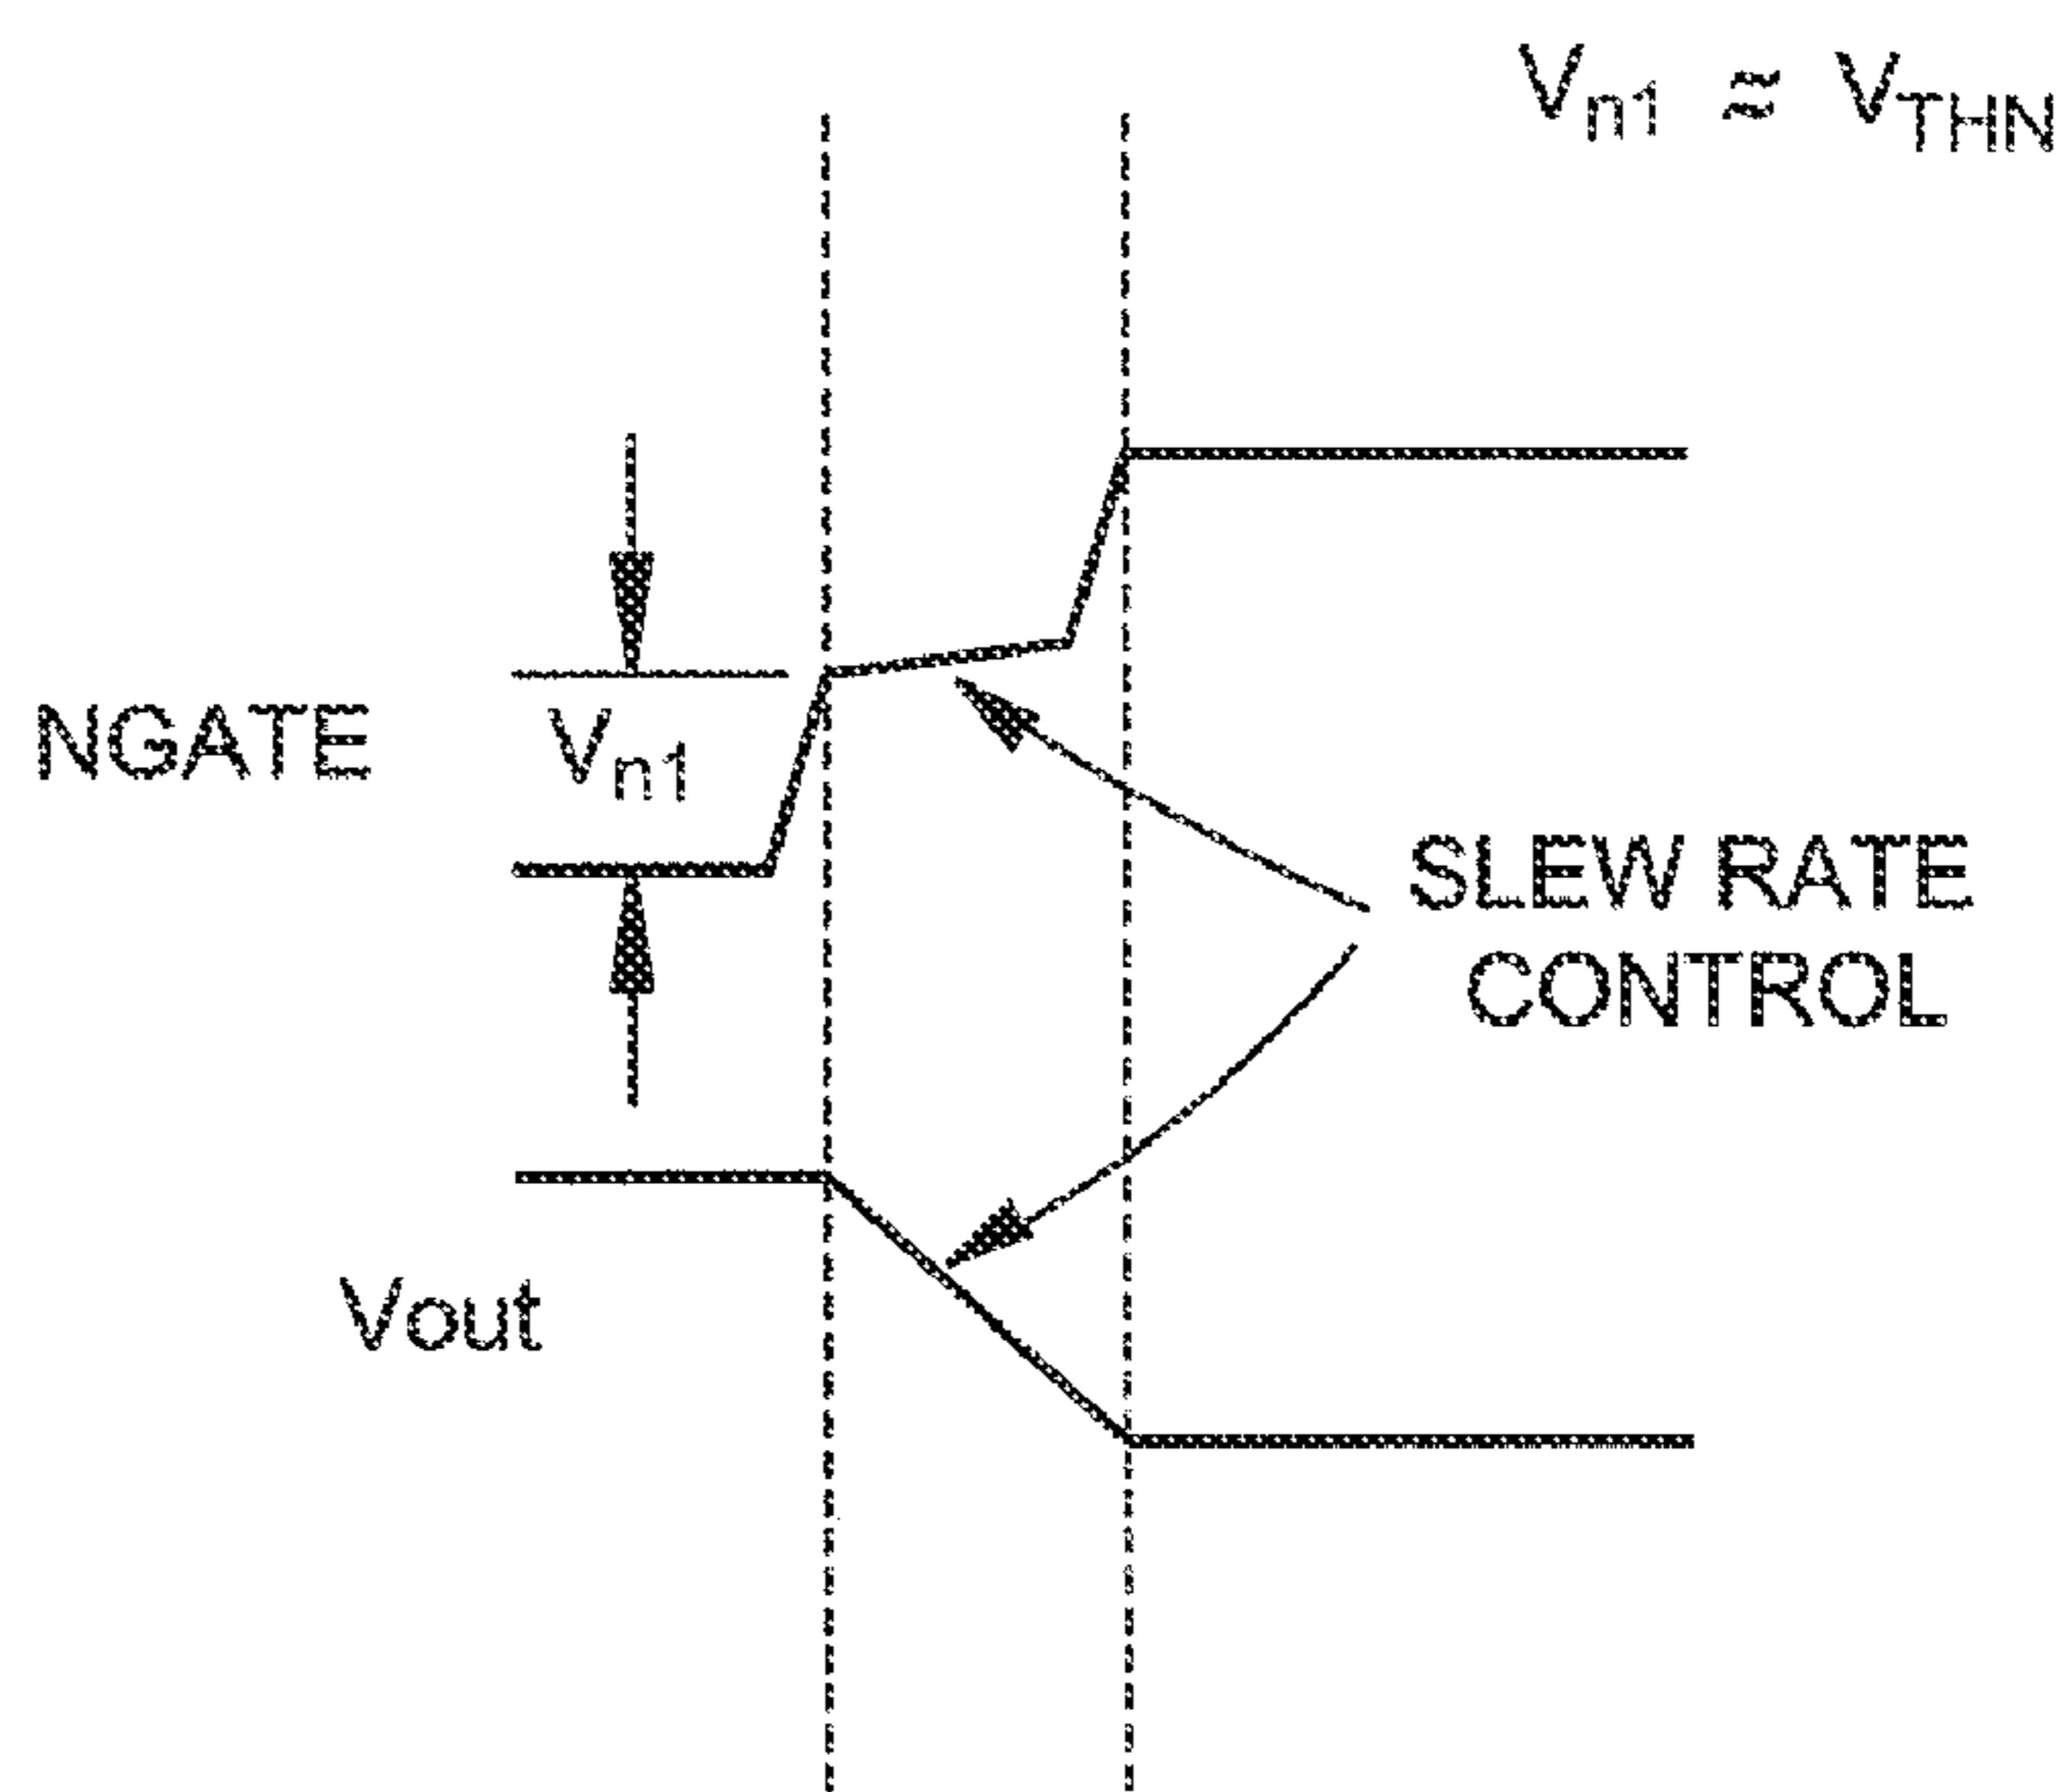 Vn1 ≈ VTHN
NGATE
Vn1
SLEW RATE
CONTROL
Vout